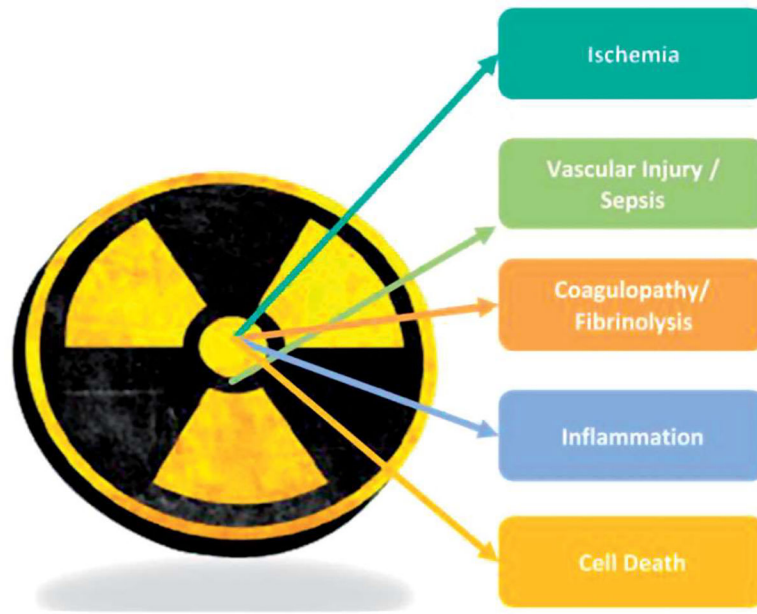 Ischemia
Vascular Injury /
Sepsis
Coagulopathy/
Fibrinolysis
Inflammation
Cell Death